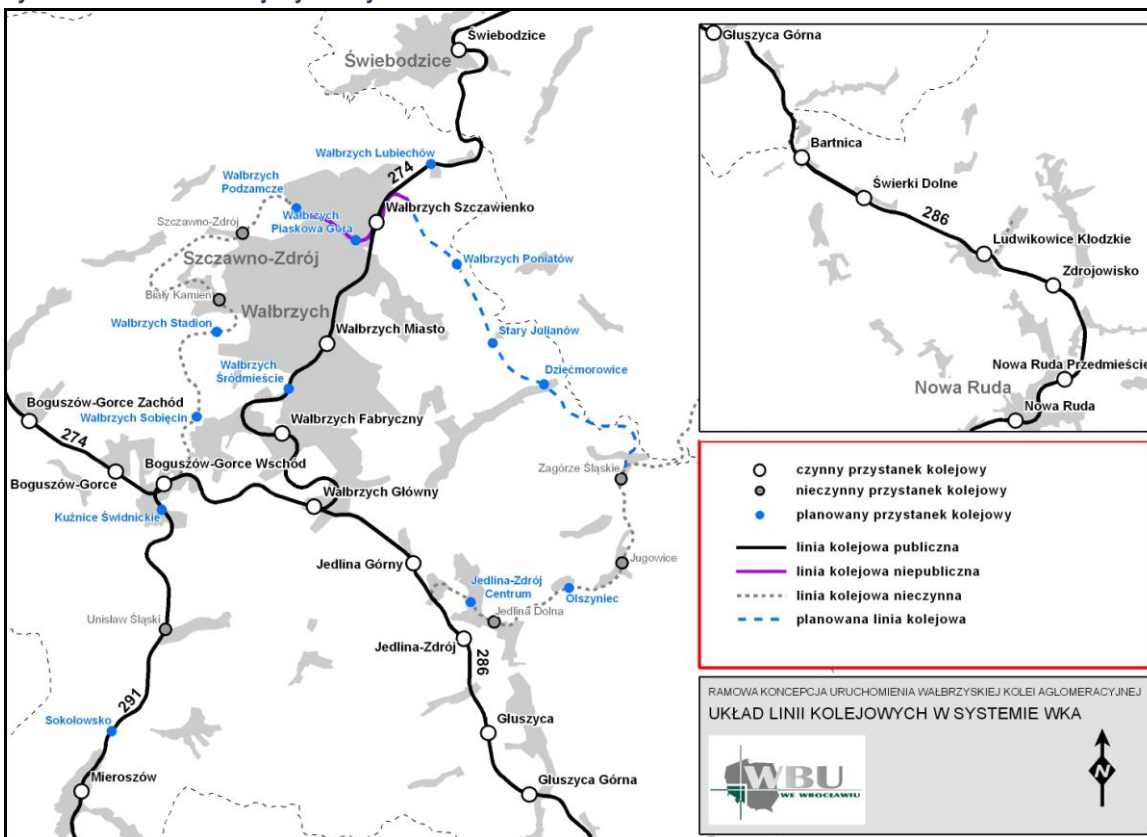 Świebodzice
Świebodzice
Wałbrzych Lubiechów
274
Wałbrzych
Podzamcze
Wałbrzych Szczawienko
Szczawno-Zdrój
Wałbrzych
Piaskowa Góra
Szczawno-Zdrój
Wałbrzych Poniatów
Biały Kamień
Wałbrzych
Wałbrzych Stadion
Wałbrzych Miasto
Stary Julianów
Wałbrzych
Śródmieście
Dziećmorowice
Boguszów-Gorce Zachód
Wałbrzych Sobięcin
Wałbrzych Fabryczny
274
Boguszów-Gorce Wschód
Zagórze Śląskie
Boguszów-Gorce
Wałbrzych Główny
Kuźnice Świdnickie
Jugowice
Jedlina Górny
Jedlina-Zdrój
Centrum
Olszyniec
Jedlina Dolna
Unisław Śląski
Jedlina-Zdrój
286
291
Sokołowsko
Głuszyca
Mieroszów
Głuszyca Górna
Głuszyca Górna
Bartnica
Świerki Dolne
286
Ludwikowice Kłodzkie
Zdrojowisko
Nowa Ruda Przedmieście
Nowa Ruda
Nowa Ruda
czynny przystanek kolejowy
nieczynny przystanek kolejowy
planowany przystanek kolejowy
linia kolejowa publiczna
linia kolejowa niepubliczna
linia kolejowa nieczynna
planowana linia kolejowa
RAMOWA KONCEPCJA URUCHOMIENIA WAŁBRZYSKIEJ KOLEI AGLOMERACYJNEJ
UKŁAD LINII KOLEJOWYCH W SYSTEMIE WKA
WBU
WE WROCŁAWIU
N